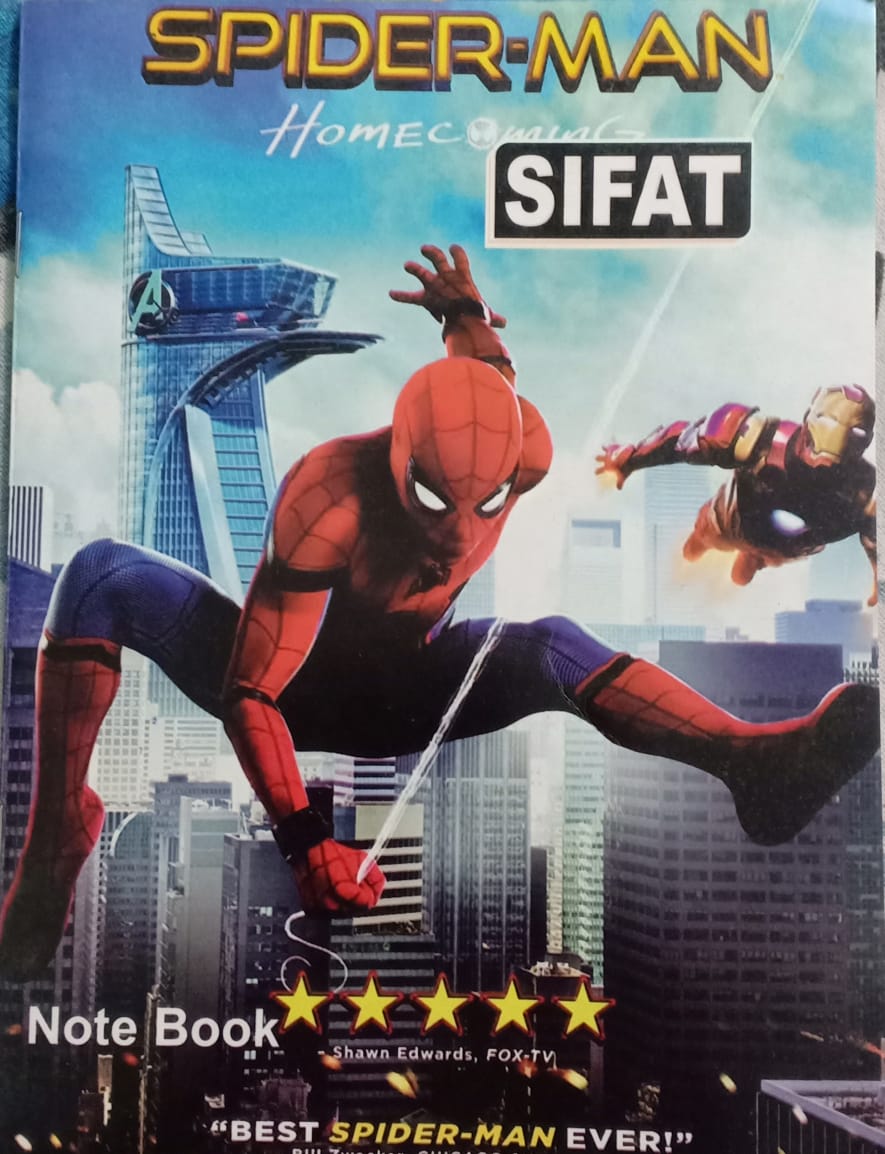 SPIDER-MAN
HOMECOMING
SIFAT
Note Book
- Shawn Edwards, FOX-TV
“BEST SPIDER-MAN EVER!”